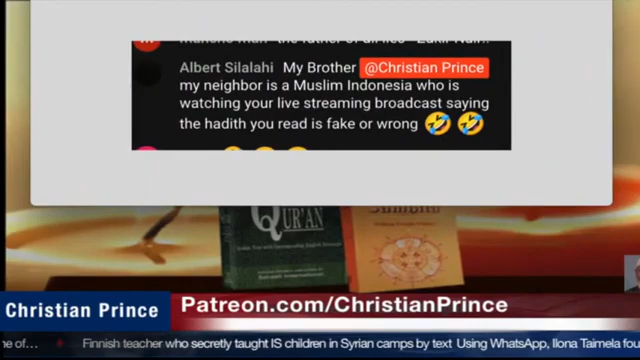 Albert Silalahi My Brother @Christian Prince
my neighbor is a Muslim Indonesia who is
watching your live streaming broadcast saying
the hadith you read is fake or wrong 🤣 🤣
QUR'AN
Christian Prince
Patreon.com/ChristianPrince
me of... Finnish teacher who secretly taught IS children in Syrian camps by text Using WhatsApp, Ilona Taimela fou